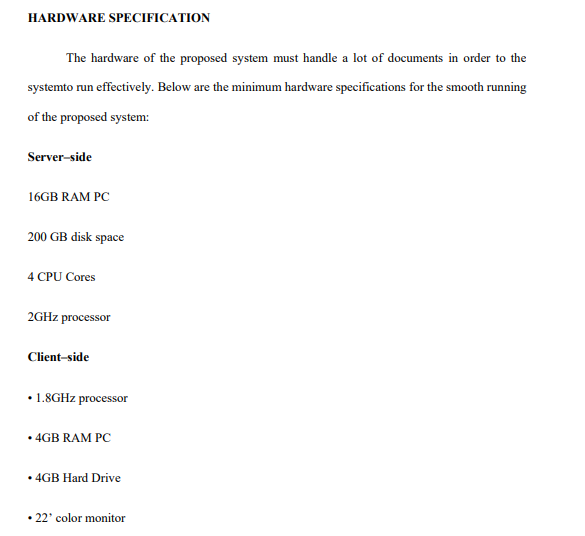 HARDWARE SPECIFICATION
The hardware of the proposed system must handle a lot of documents in order to the
systemto run effectively. Below are the minimum hardware specifications for the smooth running
of the proposed system:
Server–side
16GB RAM PC
200 GB disk space
4 CPU Cores
2GHz processor
Client–side
• 1.8GHz processor
• 4GB RAM PC
• 4GB Hard Drive
• 22’ color monitor